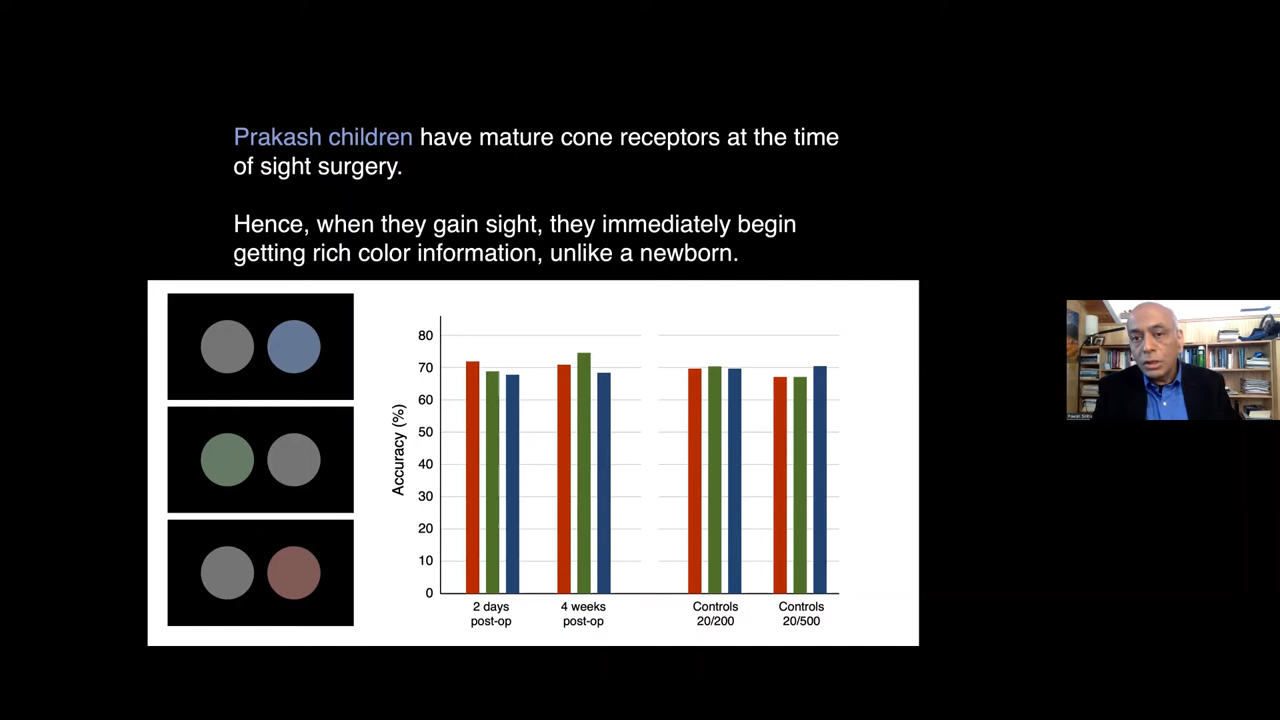 Prakash children have mature cone receptors at the time
of sight surgery.
Hence, when they gain sight, they immediately begin
getting rich color information, unlike a newborn.
Accuracy (%)
80
70
60
50
40
30
20
10
0
2 days
post-op
4 weeks
post-op
Controls
20/200
Controls
20/500